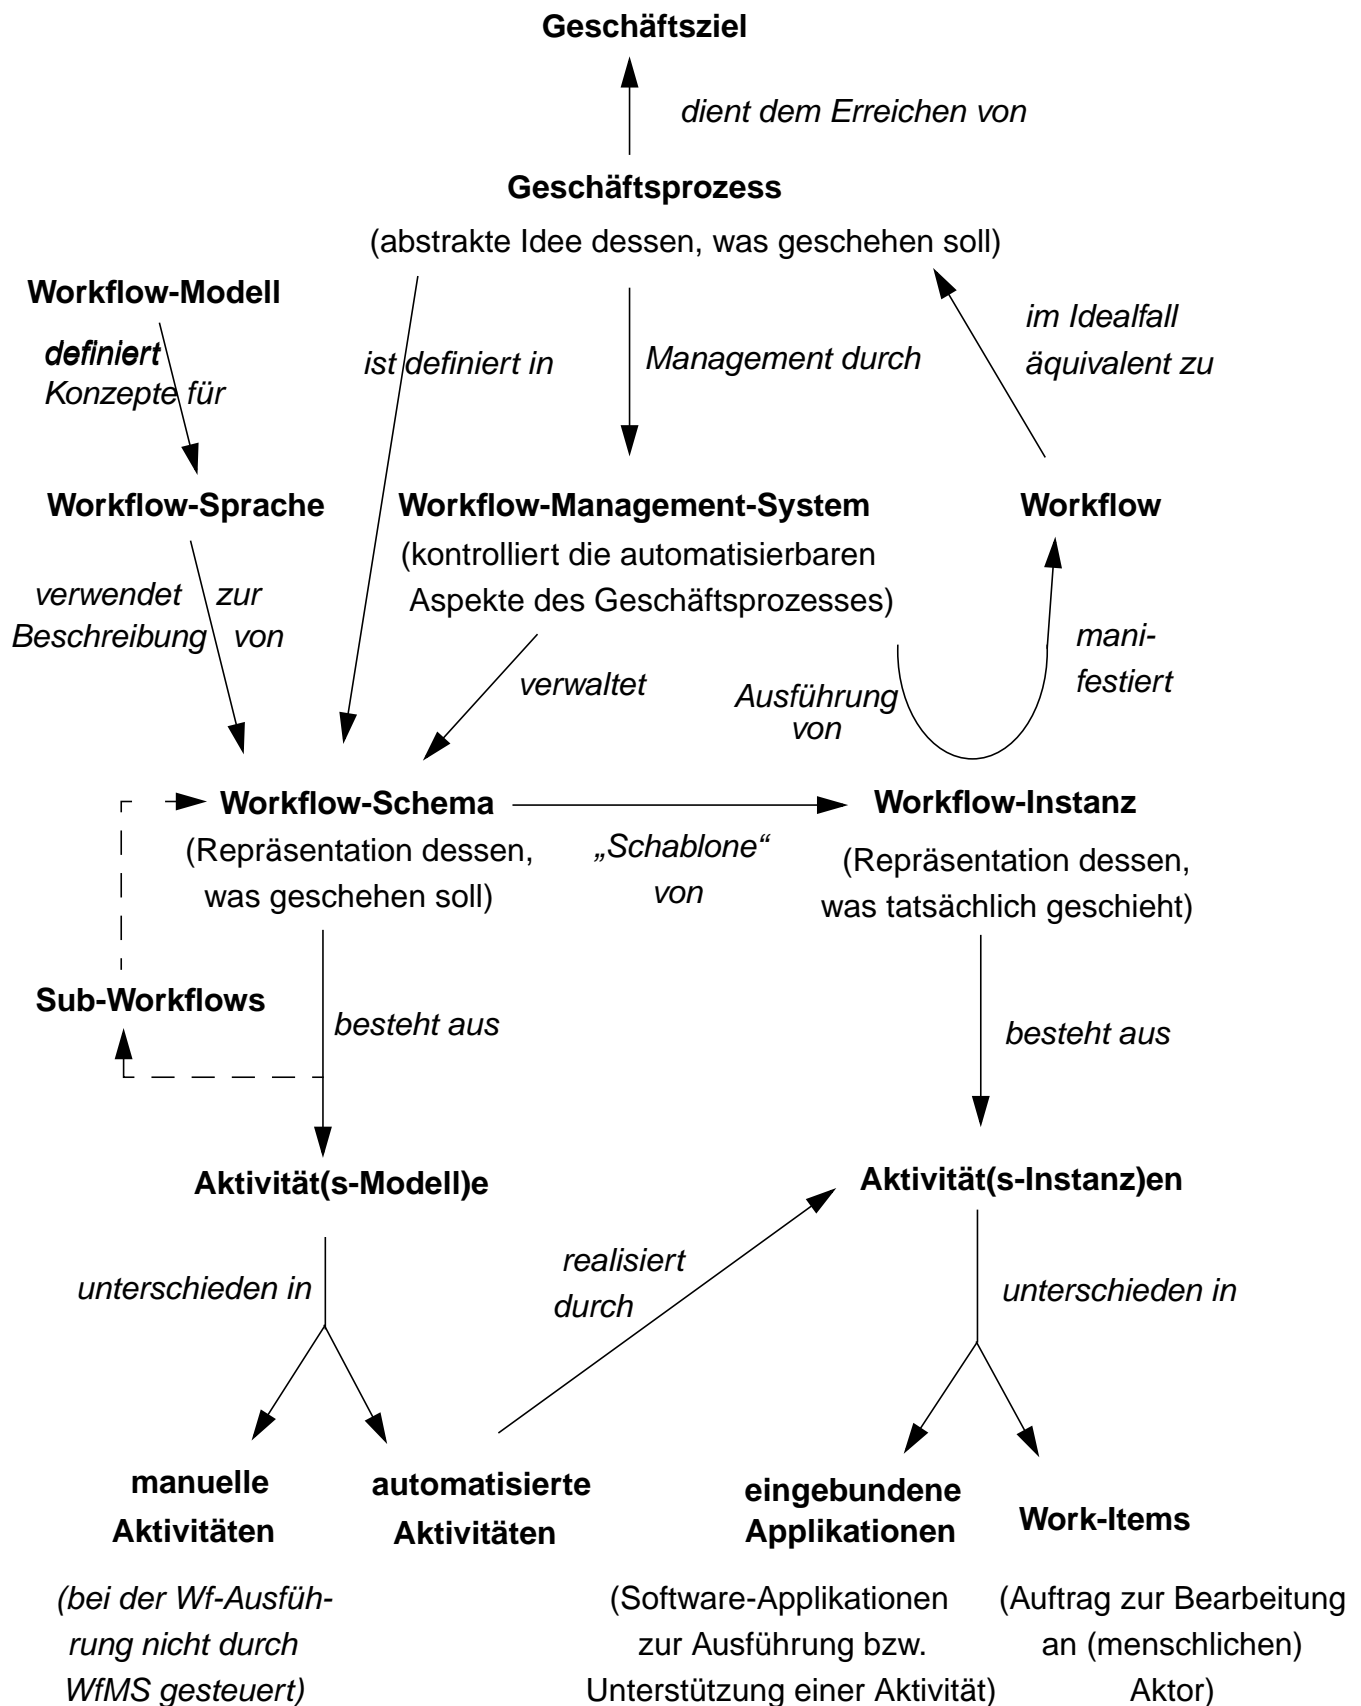 Geschäftsziel
dient dem Erreichen von
Geschäftsprozess
(abstrakte Idee dessen, was geschehen soll)
Workflow-Modell
definiert
Konzepte für
ist definiert in
Management durch
im Idealfall
äquivalent zu
Workflow-Sprache
Workflow-Management-System
(kontrolliert die automatisierbaren
Aspekte des Geschäftsprozesses)
Workflow
verwendet zur
Beschreibung von
verwaltet
Ausführung
von
mani-
festiert
Workflow-Schema
(Repräsentation dessen,
was geschehen soll)
„Schablone“
von
Workflow-Instanz
(Repräsentation dessen,
was tatsächlich geschieht)
Sub-Workflows
besteht aus
besteht aus
Aktivität(s-Modell)e
Aktivität(s-Instanz)en
unterschieden in
realisiert
durch
unterschieden in
manuelle
Aktivitäten
(bei der Wf-Ausfüh-
rung nicht durch
WfMS gesteuert)
automatisierte
Aktivitäten
eingebundene
Applikationen
(Software-Applikationen
zur Ausführung bzw.
Unterstützung einer Aktivität)
Work-Items
(Auftrag zur Bearbeitung
an (menschlichen)
Aktor)